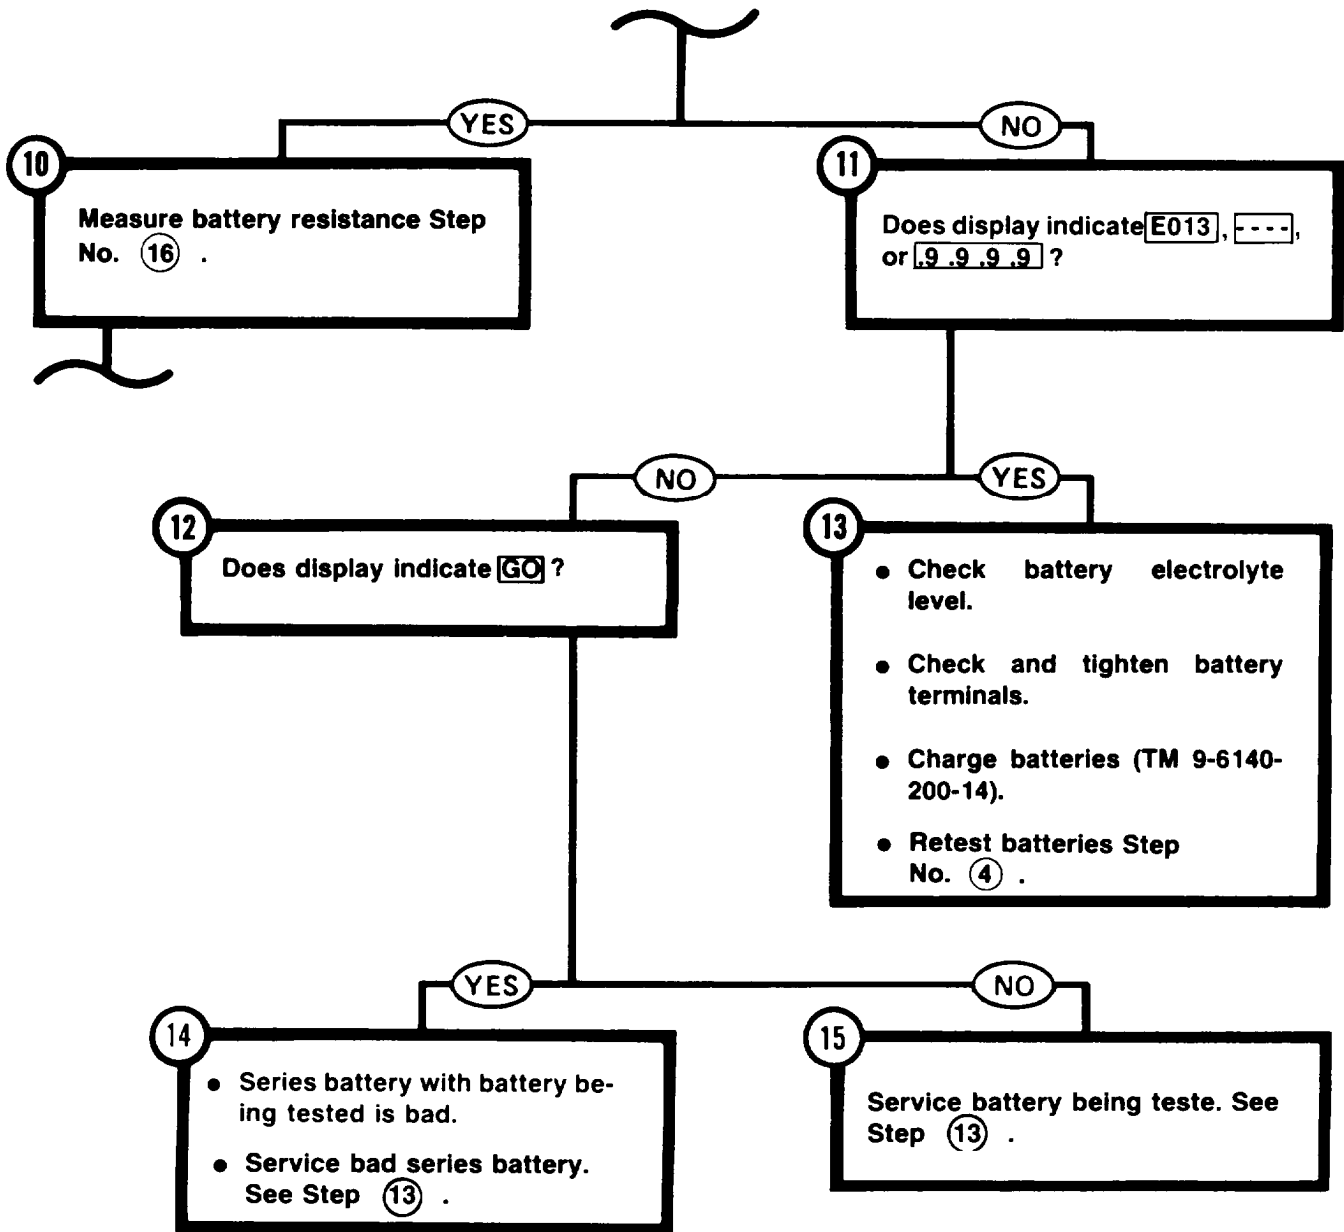 YES
NO
10
Measure battery resistance Step
No. 16 .
11
Does display indicate E013, ----,
or .9 .9 .9 .9 ?
NO
YES
12
Does display indicate GO ?
13
• Check battery electrolyte
level.
• Check and tighten battery
terminals.
• Charge batteries (TM 9-6140-
200-14).
• Retest batteries Step
No. 4 .
YES
NO
14
• Series battery with battery be-
ing tested is bad.
• Service bad series battery.
See Step 13 .
15
Service battery being teste. See
Step 13 .